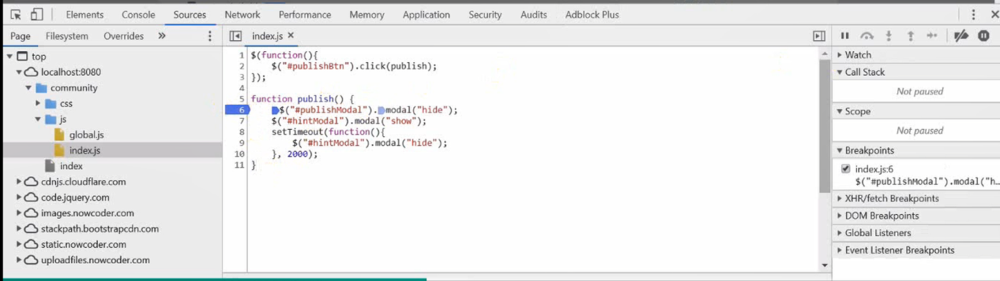 Elements Console Sources Network Performance Memory Application Security Audits Adblock Plus
Page Filesystem Overrides »
index.js ×
top
localhost:8080
community
css
js
global.js
index.js
index
cdnjs.cloudflare.com
code.jquery.com
images.nowcoder.com
stackpath.bootstrapcdn.com
static.nowcoder.com
uploadfiles.nowcoder.com
1 $(function(){
2 $("#publishBtn").click(publish);
3 });
4
5 function publish() {
6 $("#publishModal").modal("hide");
7 $("#hintModal").modal("show");
8 setTimeout(function(){
9 $("#hintModal").modal("hide");
10 }, 2000);
11 }
Watch
Call Stack
Not paused
Scope
Not paused
Breakpoints
index.js:6
$("#publishModal").modal("h…
XHR/fetch Breakpoints
DOM Breakpoints
Global Listeners
Event Listener Breakpoints